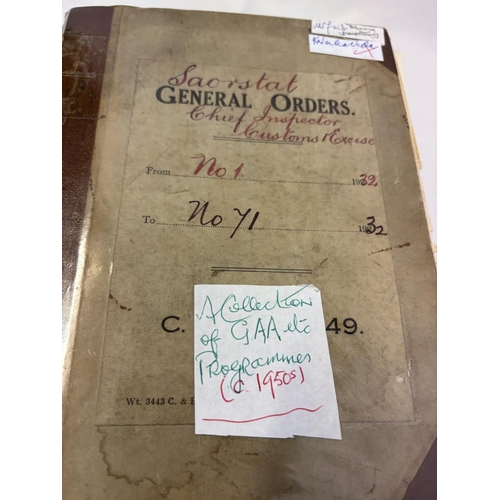 Saorstat
GENERAL ORDERS.
Chief Inspector
Customs & Excise
From No 1 1932
To No 71 1932
A Collection
C. of GAA etc 49.
Programmes
(C. 1950s)
Wt. 3443 C. &